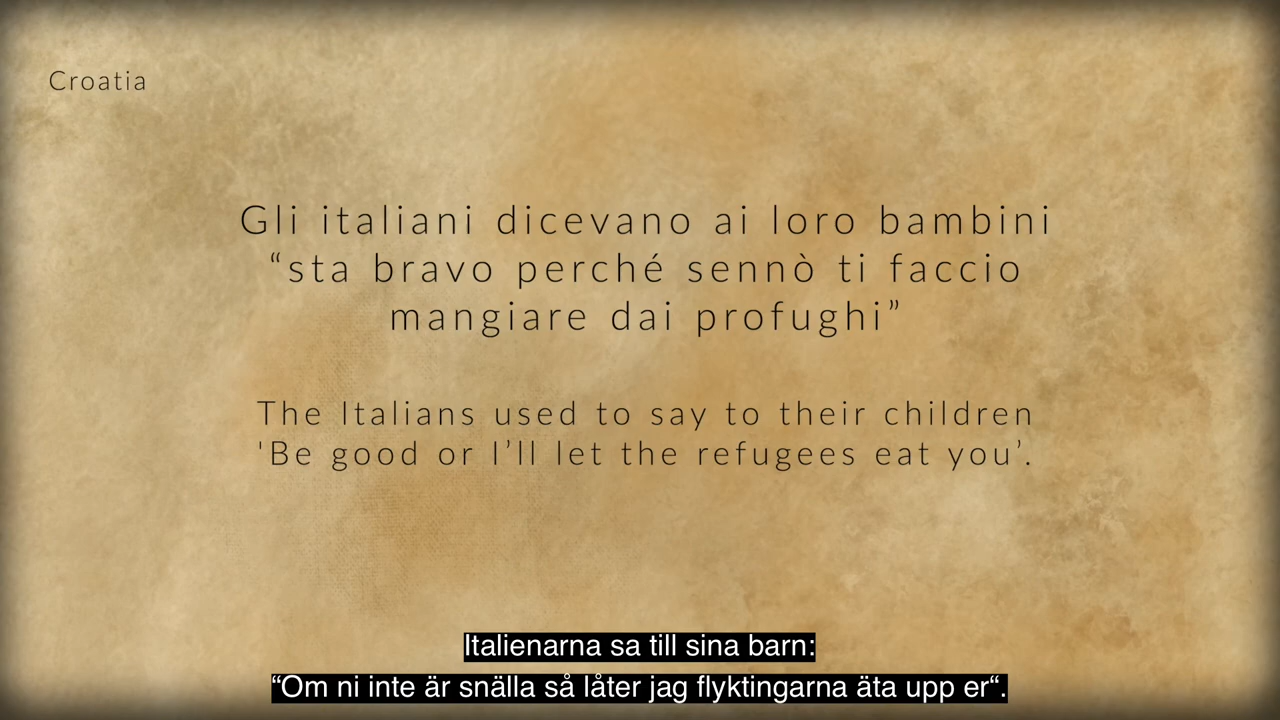 Croatia
Gli italiani dicevano ai loro bambini
“sta bravo perché sennò ti faccio
mangiare dai profughi”
The Italians used to say to their children
'Be good or I’ll let the refugees eat you’.
Italienarna sa till sina barn:
“Om ni inte är snälla så låter jag flyktingarna äta upp er“.